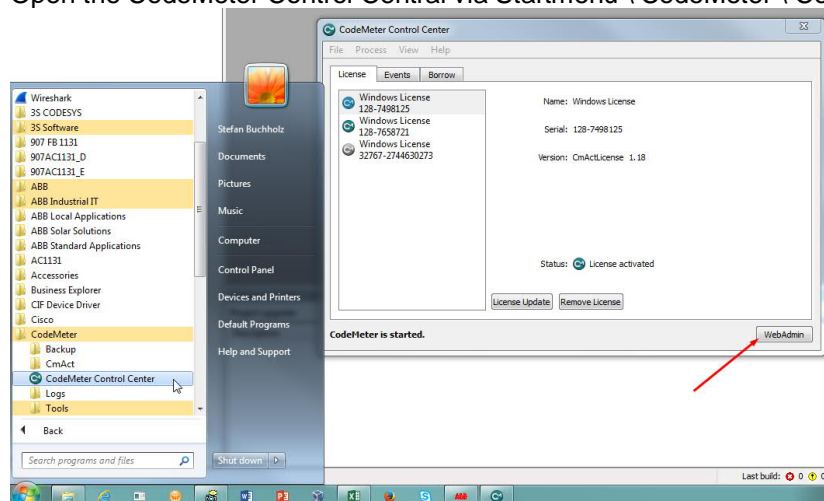 Open the CodeMeter Control Central via Startmenu \ CodeMeter \
CodeMeter Control Center
File Process View Help
License Events Borrow
Windows License
128-7498125
Windows License
128-7658721
Windows License
32767-2744630273
Name: Windows License
Serial: 128-7498125
Version: CmActLicense 1.18
Status: License activated
License Update Remove License
CodeMeter is started.
WebAdmin
Wireshark
3S CODESYS
3S Software
907 FB 1131
907AC1131_D
907AC1131_E
ABB
ABB Industrial IT
ABB Local Applications
ABB Solar Solutions
ABB Standard Applications
AC1131
Accessories
Business Explorer
CIF Device Driver
Cisco
CodeMeter
Backup
CmAct
CodeMeter Control Center
Logs
Tools
Back
Search programs and files
Stefan Buchholz
Documents
Pictures
Music
Computer
Control Panel
Devices and Printers
Default Programs
Help and Support
Shut down
Last build: 0 0